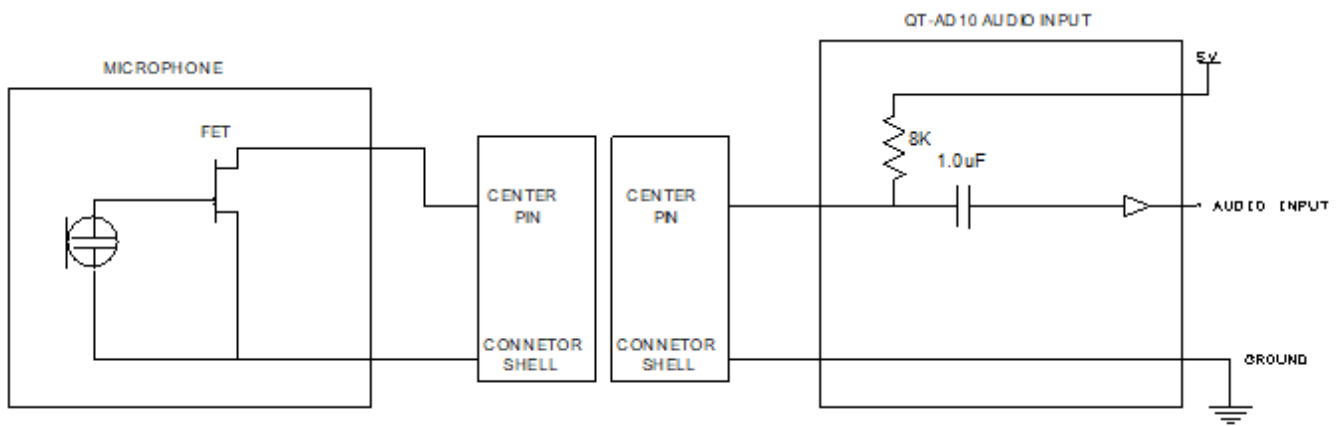 QT-AD10 AUDIO INPUT
MICROPHONE
5V
FET
8K
1.0uF
CENTER
PIN
CENTER
PIN
AUDIO INPUT
CONNETOR
SHELL
CONNETOR
SHELL
GROUND